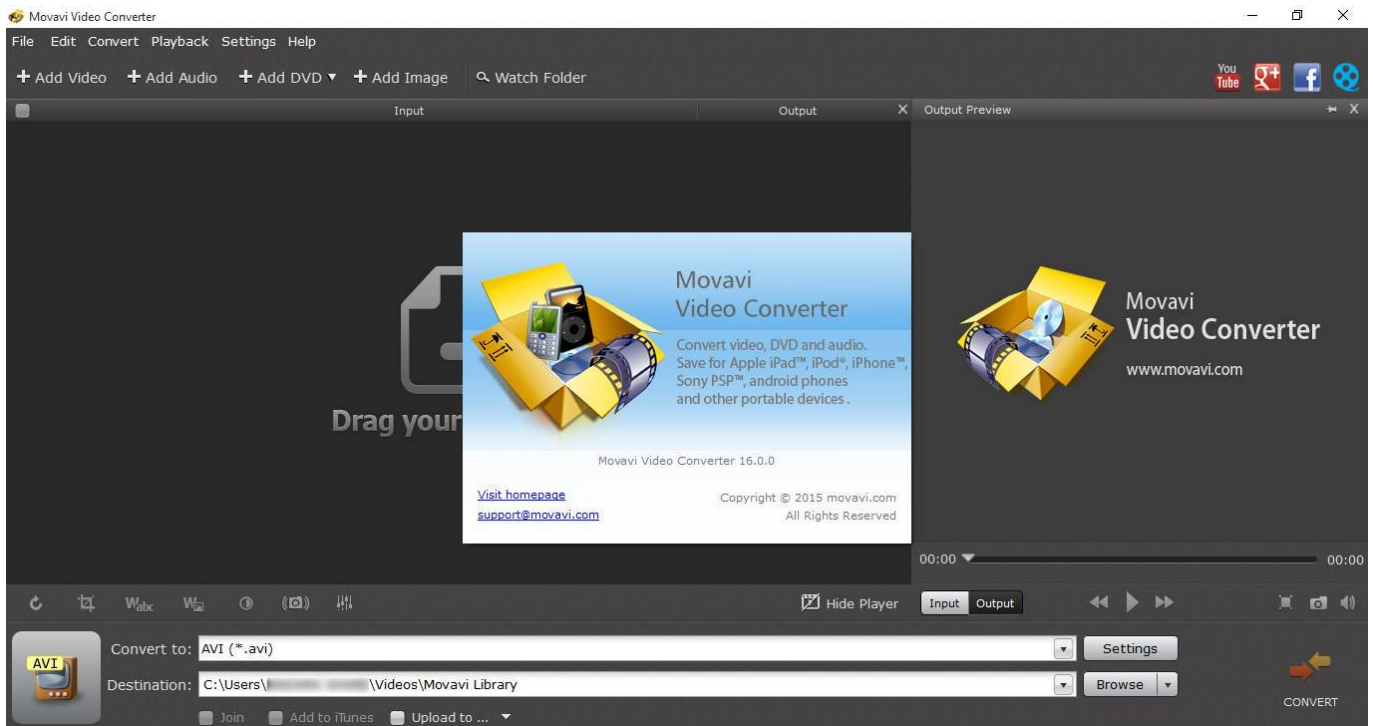 Movavi Video Converter
File Edit Convert Playback Settings Help
+ Add Video + Add Audio + Add DVD + Add Image Watch Folder
You Tube g+ f
Input
Output X
Output Preview X
Drag your
Movavi
Video Converter
Convert video, DVD and audio.
Save for Apple iPad™, iPod®, iPhone™,
Sony PSP™, android phones
and other portable devices .
Movavi Video Converter 16.0.0
Visit homepage
Copyright © 2015 movavi.com
support@movavi.com
All Rights Reserved
Movavi
Video Converter
www.movavi.com
00:00 00:00
Wabc W Hide Player Input Output
AVI
Convert to: AVI (*.avi) Settings
Destination: C:\Users\ \Videos\Movavi Library Browse
Join Add to iTunes Upload to ...
CONVERT